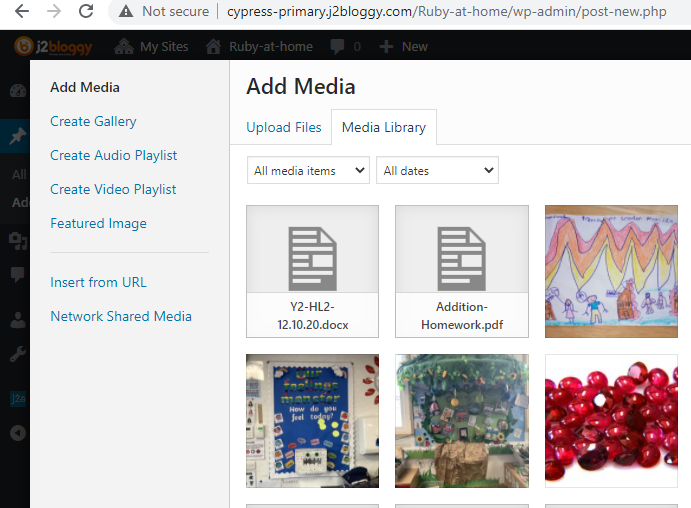 Not secure | cypress-primary.j2bloggy.com/Ruby-at-home/wp-admin/post-new.php
j2bloggy My Sites Ruby-at-home 0 New
Add Media
Create Gallery
Create Audio Playlist
Create Video Playlist
Featured Image
Insert from URL
Network Shared Media
All
Ad
j2e
Add Media
Upload Files Media Library
All media items All dates
Y2-HL2-
12.10.20.docx
Addition-
Homework.pdf
Our
feelings
monster
How do you
feel today?